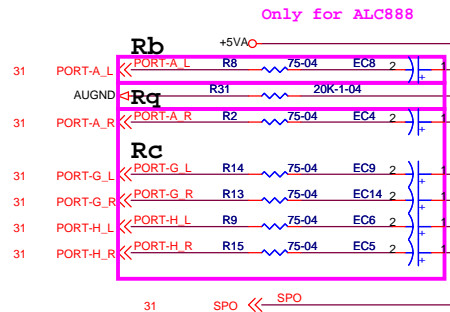 Only for ALC888
Rb
+5VA
31 PORT-A_L PORT-A_L R8 75-04 EC8 2 1 +
AUGND Rq R31 20K-1-04
31 PORT-A_R PORT-A_R R2 75-04 EC4 2 1 +
Rc
31 PORT-G_L PORT-G_L R14 75-04 EC9 2 1 +
31 PORT-G_R PORT-G_R R13 75-04 EC14 2 1 +
31 PORT-H_L PORT-H_L R9 75-04 EC6 2 1 +
31 PORT-H_R PORT-H_R R15 75-04 EC5 2 1 +
31 SPO SPO